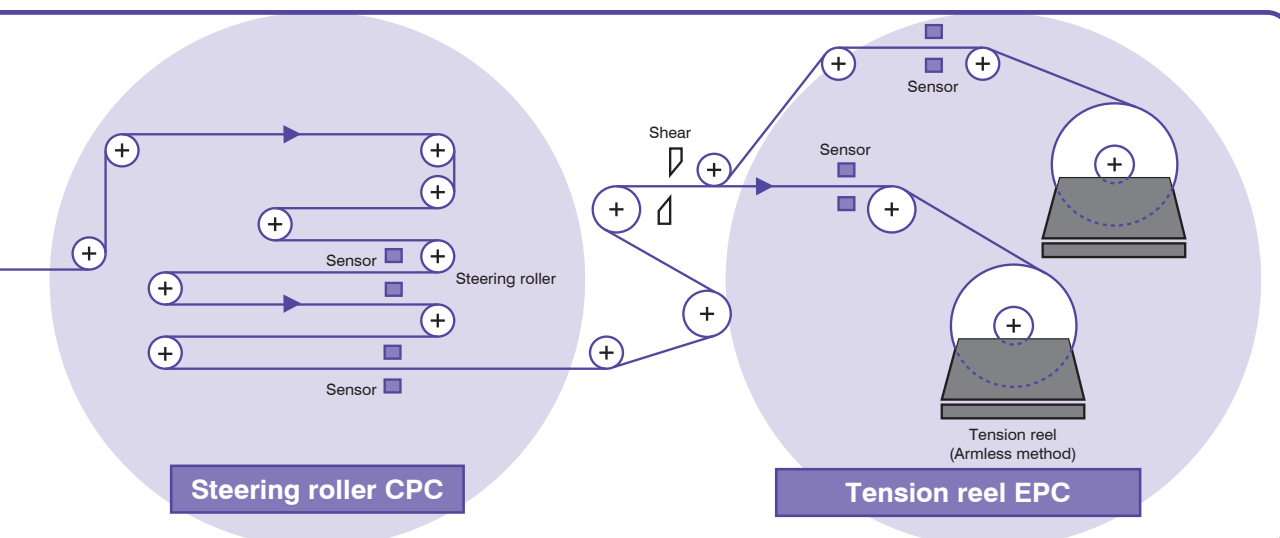 Sensor
Shear
Sensor
Sensor
Steering roller
Sensor
Tension reel
(Armless method)
Steering roller CPC
Tension reel EPC